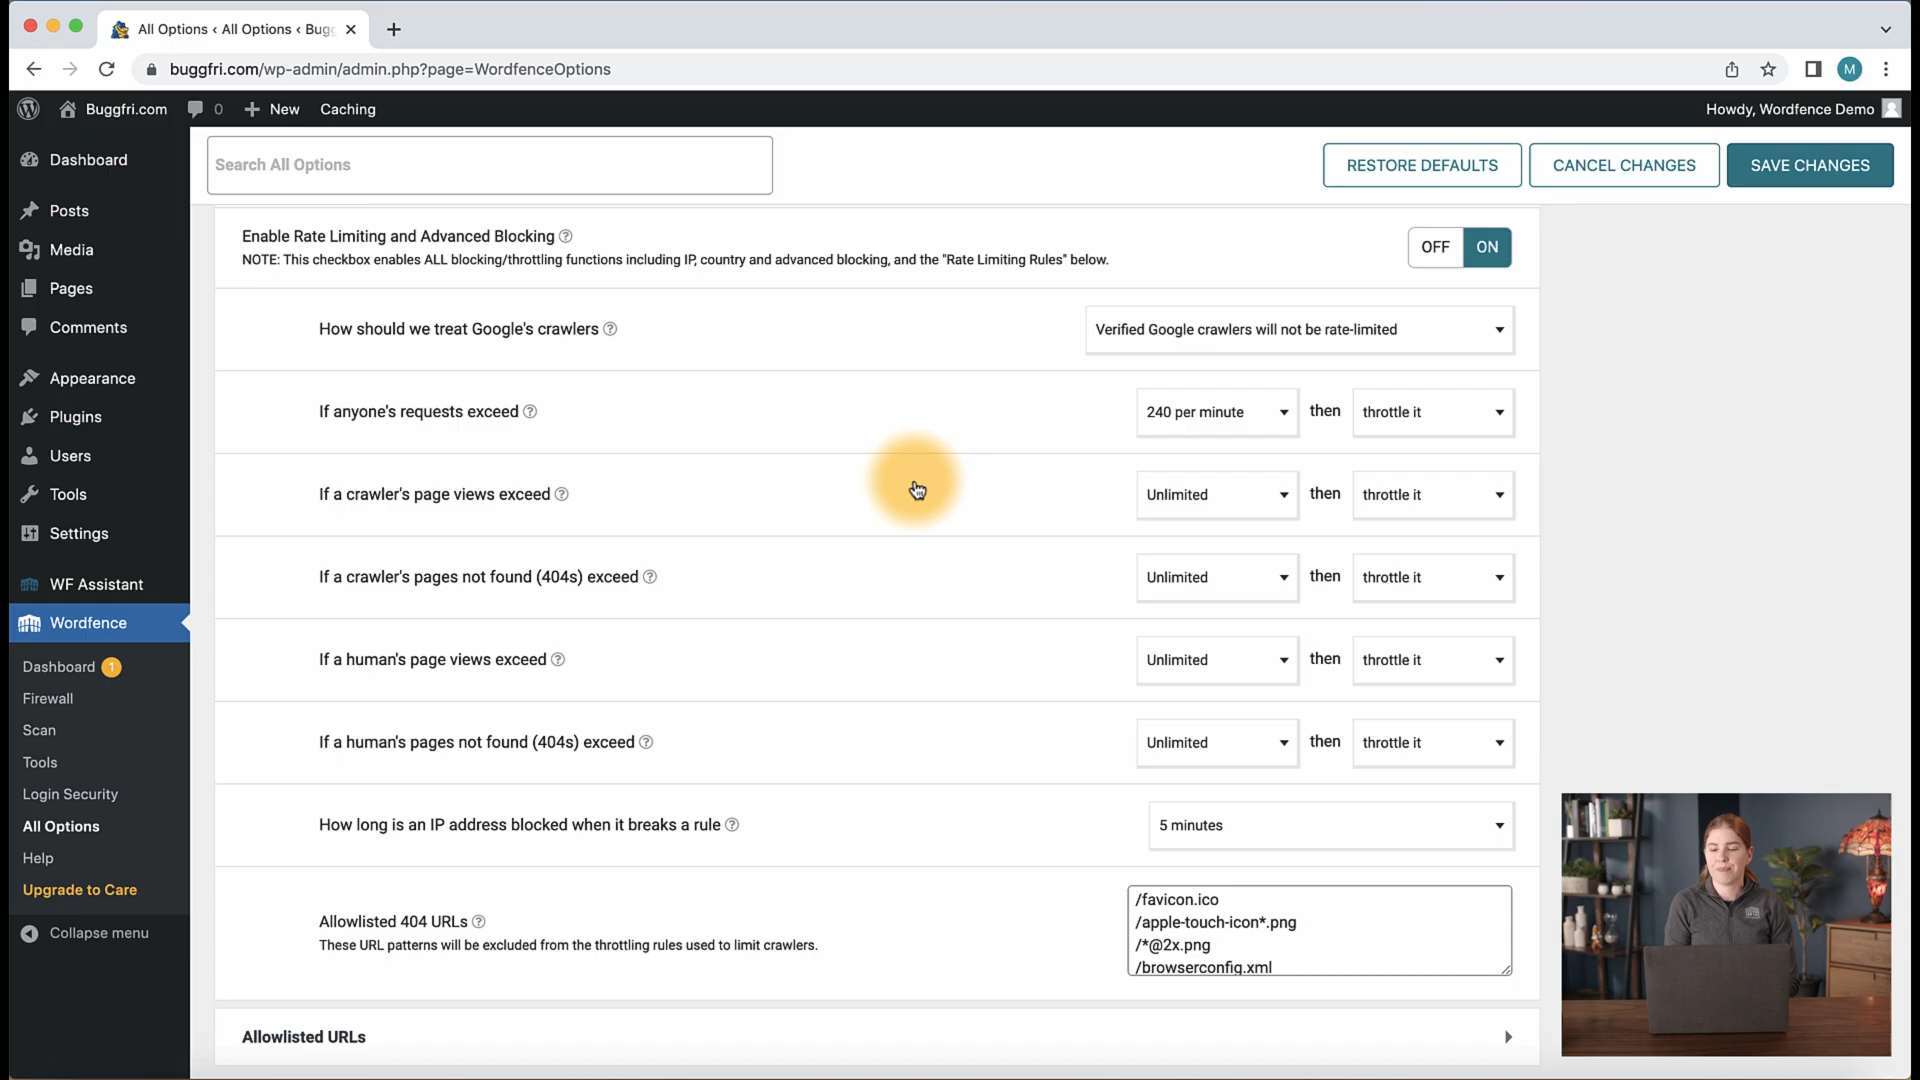 All Options ‹ All Options ‹ Bugg
buggfri.com/wp-admin/admin.php?page=WordfenceOptions
M
Buggfri.com
0
New
Caching
Howdy, Wordfence Demo
Dashboard
Posts
Media
Pages
Comments
Appearance
Plugins
Users
Tools
Settings
WF Assistant
Wordfence
Dashboard 1
Firewall
Scan
Tools
Login Security
All Options
Help
Upgrade to Care
Collapse menu
Search All Options
RESTORE DEFAULTS
CANCEL CHANGES
SAVE CHANGES
Enable Rate Limiting and Advanced Blocking ?
NOTE: This checkbox enables ALL blocking/throttling functions including IP, country and advanced blocking, and the "Rate Limiting Rules" below.
OFF ON
How should we treat Google's crawlers ?
Verified Google crawlers will not be rate-limited
If anyone's requests exceed ?
240 per minute then throttle it
If a crawler's page views exceed ?
Unlimited then throttle it
If a crawler's pages not found (404s) exceed ?
Unlimited then throttle it
If a human's page views exceed ?
Unlimited then throttle it
If a human's pages not found (404s) exceed ?
Unlimited then throttle it
How long is an IP address blocked when it breaks a rule ?
5 minutes
Allowlisted 404 URLs ?
These URL patterns will be excluded from the throttling rules used to limit crawlers.
/favicon.ico
/apple-touch-icon*.png
/*@2x.png
/browserconfig.xml
Allowlisted URLs